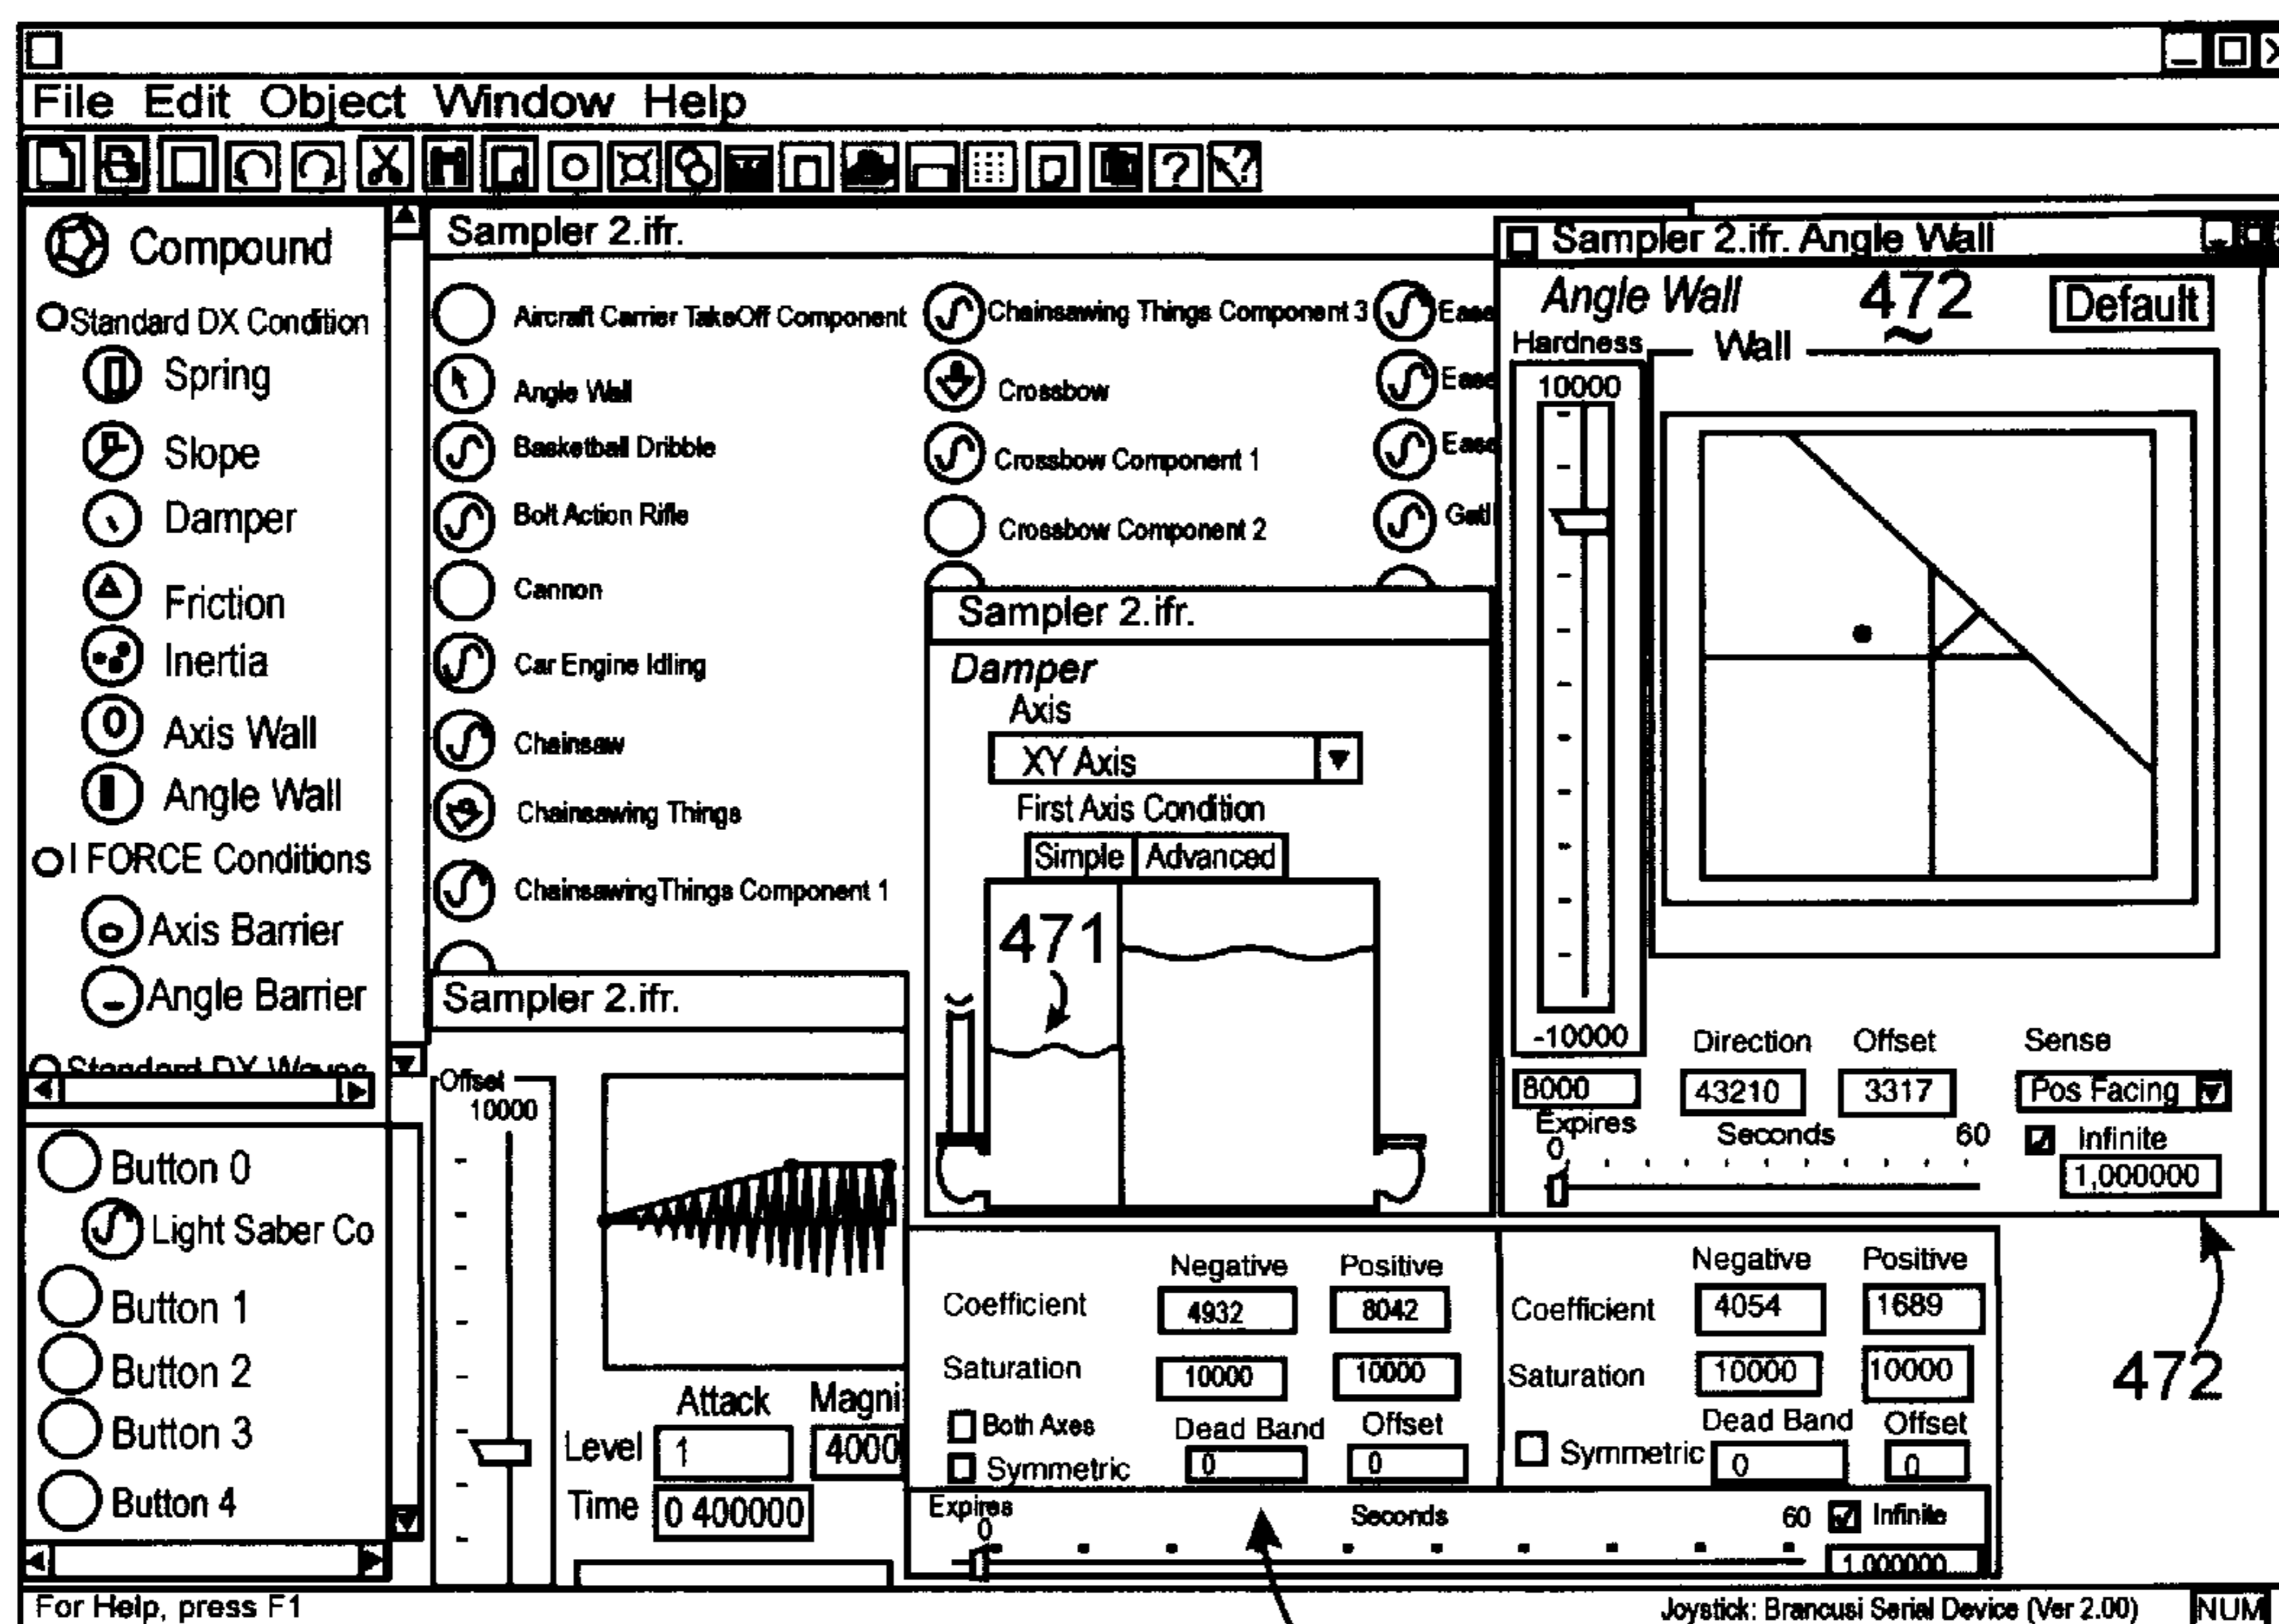 File Edit Object Window Help
Compound
Standard DX Condition
Spring
Slope
Damper
Friction
Inertia
Axis Wall
Angle Wall
I FORCE Conditions
Axis Barrier
Angle Barrier
Standard DX Waves
Button 0
Light Saber Co
Button 1
Button 2
Button 3
Button 4
Sampler 2.ifr.
Aircraft Carrier TakeOff Component
Angle Wall
Basketball Dribble
Bolt Action Rifle
Cannon
Car Engine Idling
Chainsaw
Chainsawing Things
ChainsawingThings Component 1
Chainsawing Things Component 3
Crossbow
Crossbow Component 1
Crossbow Component 2
Ease
Ease
Ease
Gatl
Sampler 2.ifr.
Offset
10000
Attack Magni
Level 1 4000
Time 0 400000
Sampler 2.ifr.
Damper
Axis
XY Axis
First Axis Condition
Simple Advanced
471
Negative Positive
Coefficient 4932 8042
Saturation 10000 10000
Both Axes Dead Band Offset
Symmetric 0 0
Negative Positive
Coefficient 4054 1689
Saturation 10000 10000
Dead Band Offset
Symmetric 0 0
Expires
0 Seconds 60 Infinite
1.000000
Sampler 2.ifr. Angle Wall
Angle Wall 472 Default
Hardness Wall
10000
-10000
Direction Offset Sense
8000 43210 3317 Pos Facing
Expires
0 Seconds 60 Infinite
1,000000
472
For Help, press F1
Joystick: Brancusi Serial Device (Ver 2.00) NUM